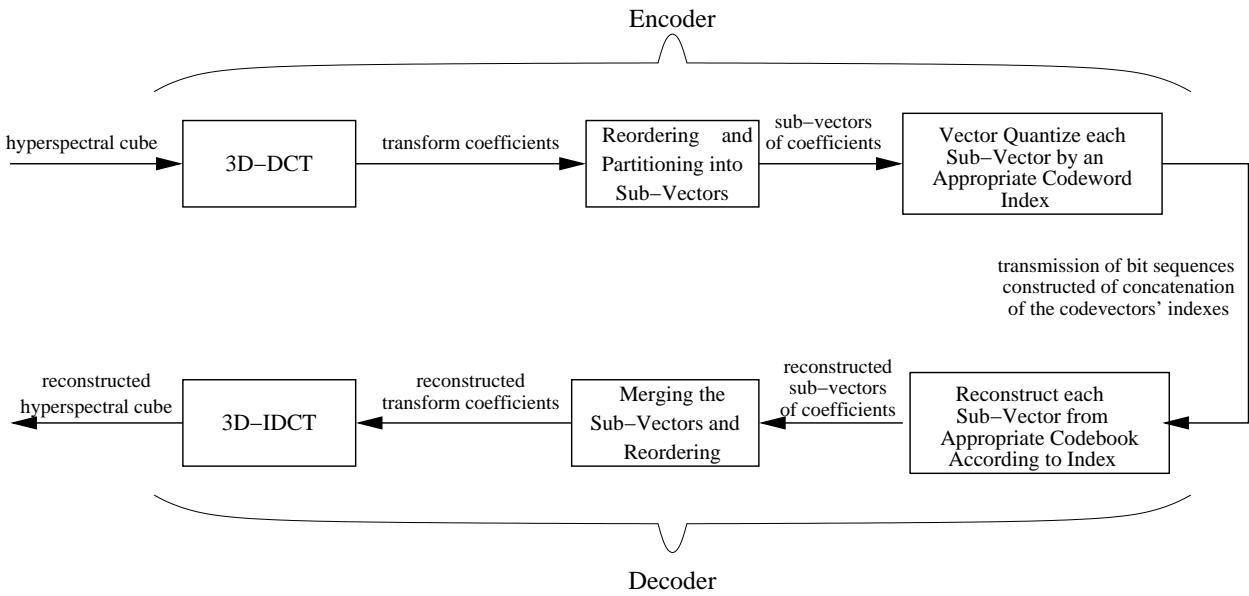 Encoder
hyperspectral cube
3D−DCT
transform coefficients
Reordering and
Partitioning into
Sub−Vectors
sub−vectors
of coefficients
Vector Quantize each
Sub−Vector by an
Appropriate Codeword
Index
transmission of bit sequences
constructed of concatenation
of the codevectors’ indexes
reconstructed
hyperspectral cube
3D−IDCT
reconstructed
transform coefficients
Merging the
Sub−Vectors and
Reordering
reconstructed
sub−vectors
of coefficients
Reconstruct each
Sub−Vector from
Appropriate Codebook
According to Index
Decoder